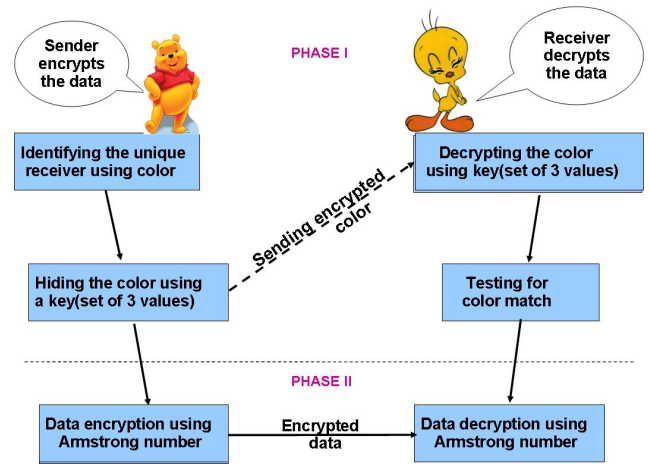 Sender
encrypts
the data
PHASE I
Receiver
decrypts
the data
Identifying the unique
receiver using color
Decrypting the color
using key(set of 3 values)
Sending encrypted
color
Hiding the color using
a key(set of 3 values)
Testing for
color match
PHASE II
Data encryption using
Armstrong number
Encrypted
data
Data decryption using
Armstrong number